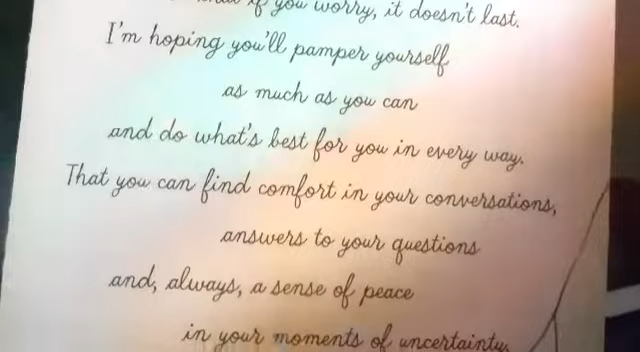 if you worry, it doesn't last.
I'm hoping you'll pamper yourself
as much as you can
and do what's best for you in every way.
That you can find comfort in your conversations,
answers to your questions
and, always, a sense of peace
in your moments of uncertainty.